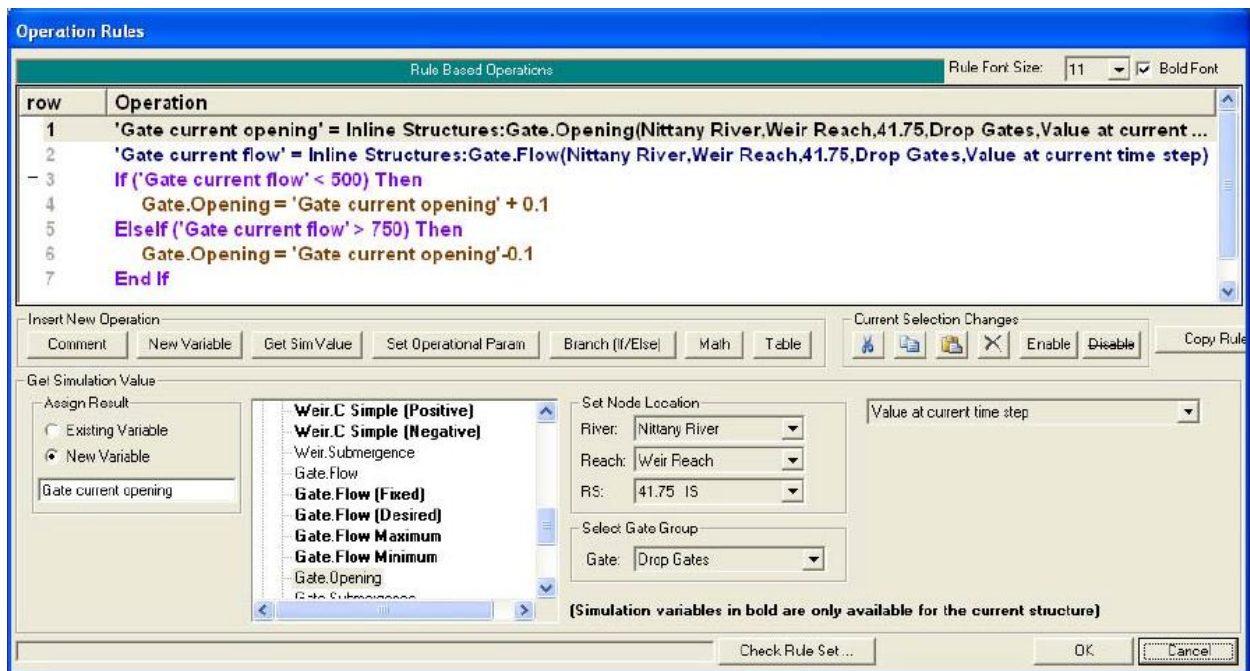 Operation Rules
Rule Based Operations Rule Font Size: 11 Bold Font
row Operation
1 'Gate current opening' = Inline Structures:Gate.Opening(Nittany River,Weir Reach,41.75,Drop Gates,Value at current ...
2 'Gate current flow' = Inline Structures:Gate.Flow(Nittany River,Weir Reach,41.75,Drop Gates,Value at current time step)
3 If ('Gate current flow' < 500) Then
4 Gate.Opening = 'Gate current opening' + 0.1
5 ElseIf ('Gate current flow' > 750) Then
6 Gate.Opening = 'Gate current opening'-0.1
7 End If
Insert New Operation Current Selection Changes
Comment New Variable Get Sim Value Set Operational Param Branch (If/Else) Math Table Enable Disable Copy Rule
Get Simulation Value
Assign Result
Existing Variable
New Variable
Gate current opening
Weir.C Simple (Positive)
Weir.C Simple (Negative)
Weir.Submergence
Gate.Flow
Gate.Flow (Fixed)
Gate.Flow (Desired)
Gate.Flow Maximum
Gate.Flow Minimum
Gate.Opening
Gate.Submergence
Set Node Location
River: Nittany River
Reach: Weir Reach
RS: 41.75 IS
Select Gate Group
Gate: Drop Gates
Value at current time step
(Simulation variables in bold are only available for the current structure)
Check Rule Set ... OK Cancel